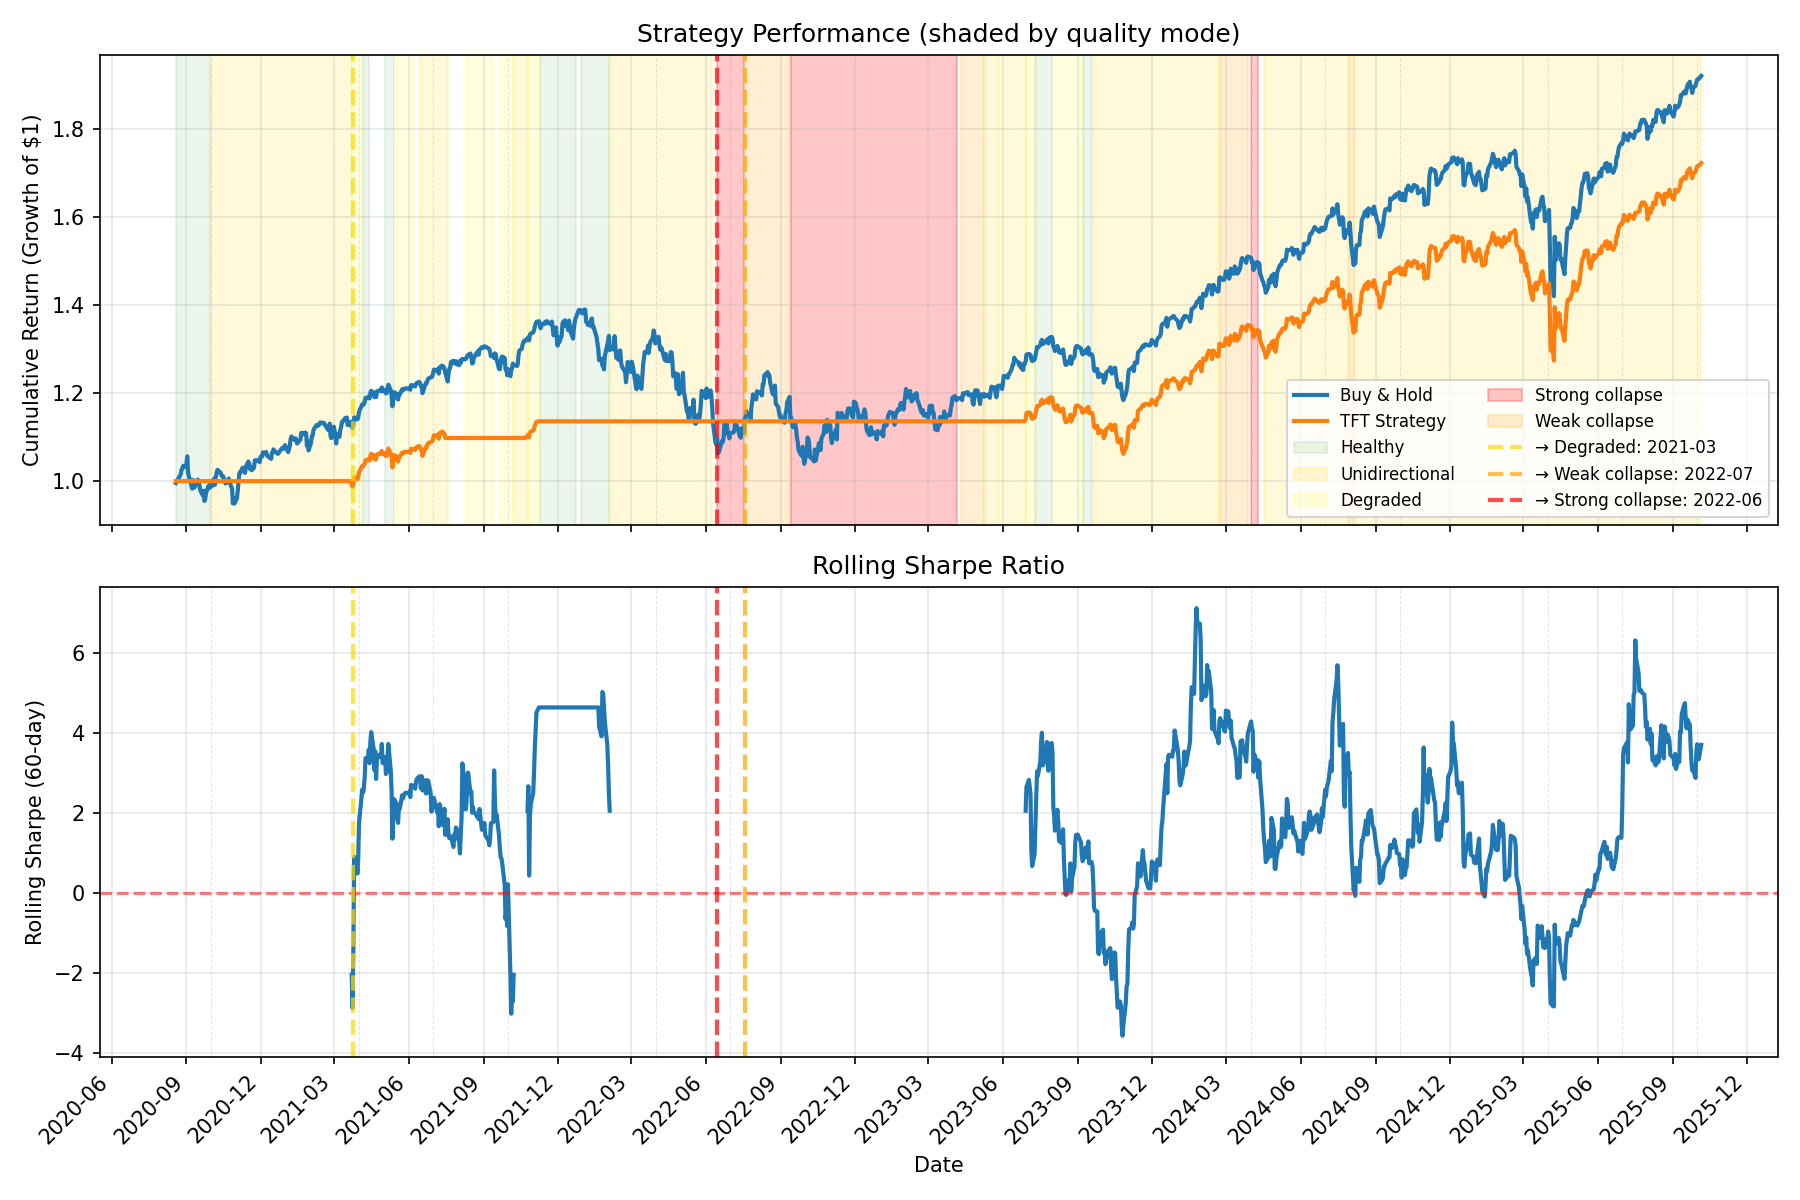 Strategy Performance (shaded by quality mode)
Cumulative Return (Growth of $1)
1.8
1.6
1.4
1.2
1.0
Buy & Hold
TFT Strategy
Healthy
Unidirectional
Degraded
Strong collapse
Weak collapse
→ Degraded: 2021-03
→ Weak collapse: 2022-07
→ Strong collapse: 2022-06
Rolling Sharpe Ratio
Rolling Sharpe (60-day)
6
4
2
0
−2
−4
2020-06
2020-09
2020-12
2021-03
2021-06
2021-09
2021-12
2022-03
2022-06
2022-09
2022-12
2023-03
2023-06
2023-09
2023-12
2024-03
2024-06
2024-09
2024-12
2025-03
2025-06
2025-09
2025-12
Date